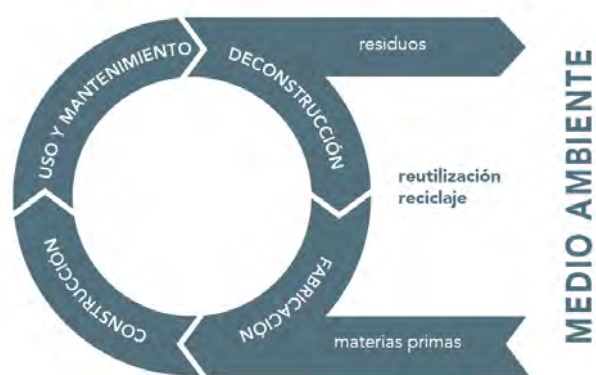 USO Y MANTENIMIENTO
DECONSTRUCCIÓN
residuos
reutilización
reciclaje
MEDIO AMBIENTE
CONSTRUCCIÓN
FABRICACIÓN
materias primas